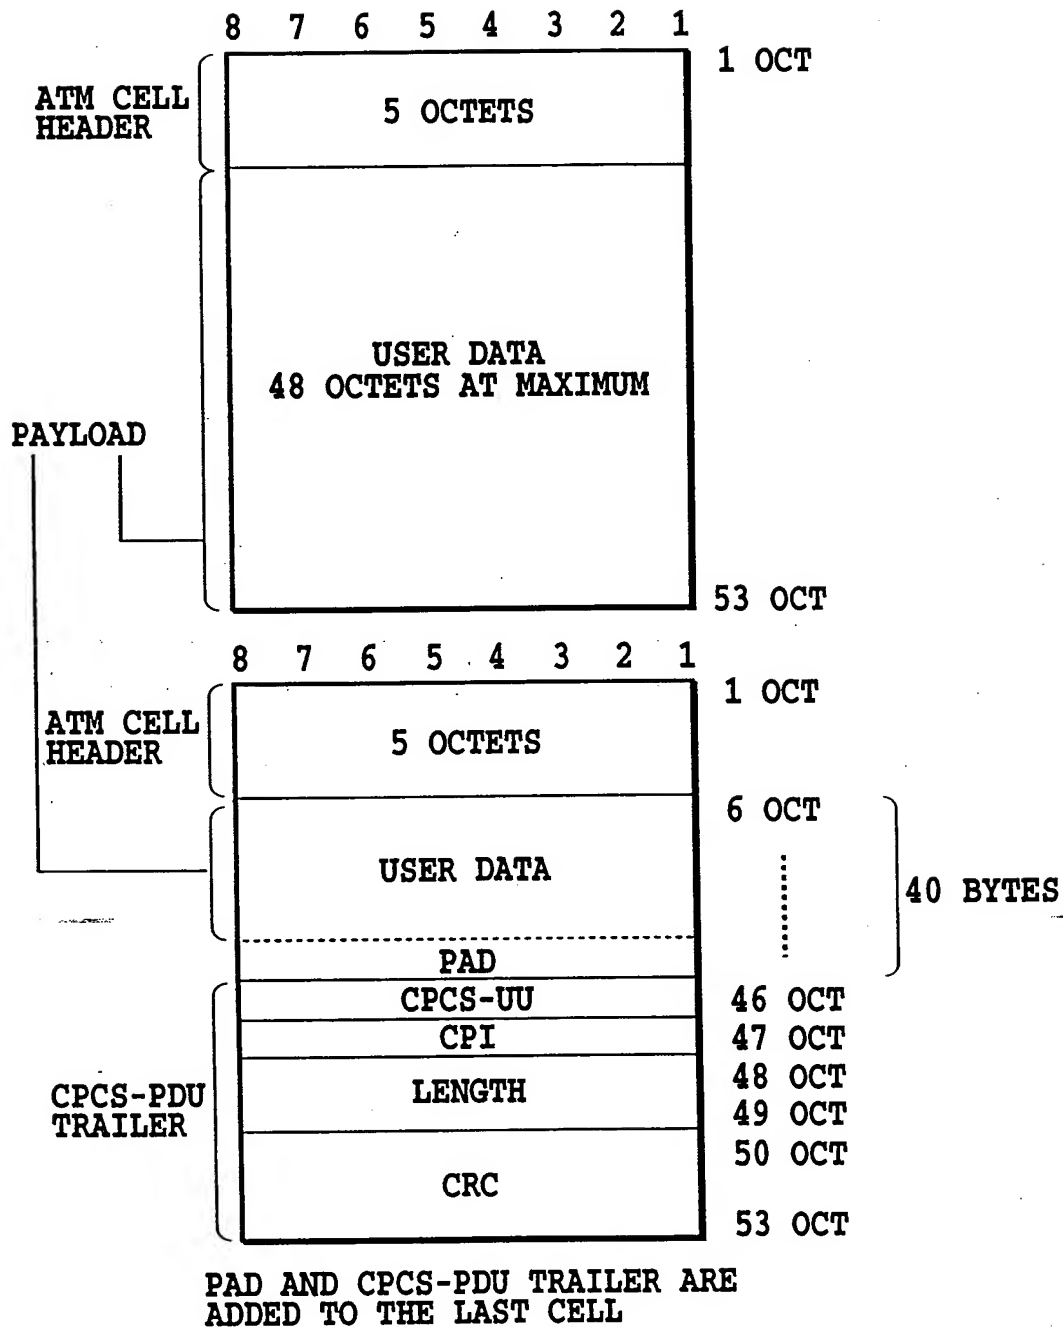 8 7 6 5 4 3 2 1
1 OCT
ATM CELL
HEADER
5 OCTETS
USER DATA
48 OCTETS AT MAXIMUM
PAYLOAD
53 OCT
8 7 6 5 4 3 2 1
1 OCT
ATM CELL
HEADER
5 OCTETS
6 OCT
USER DATA
40 BYTES
PAD
CPCS-UU
46 OCT
CPI
47 OCT
CPCS-PDU
TRAILER
LENGTH
48 OCT
49 OCT
50 OCT
CRC
53 OCT
PAD AND CPCS-PDU TRAILER ARE
ADDED TO THE LAST CELL